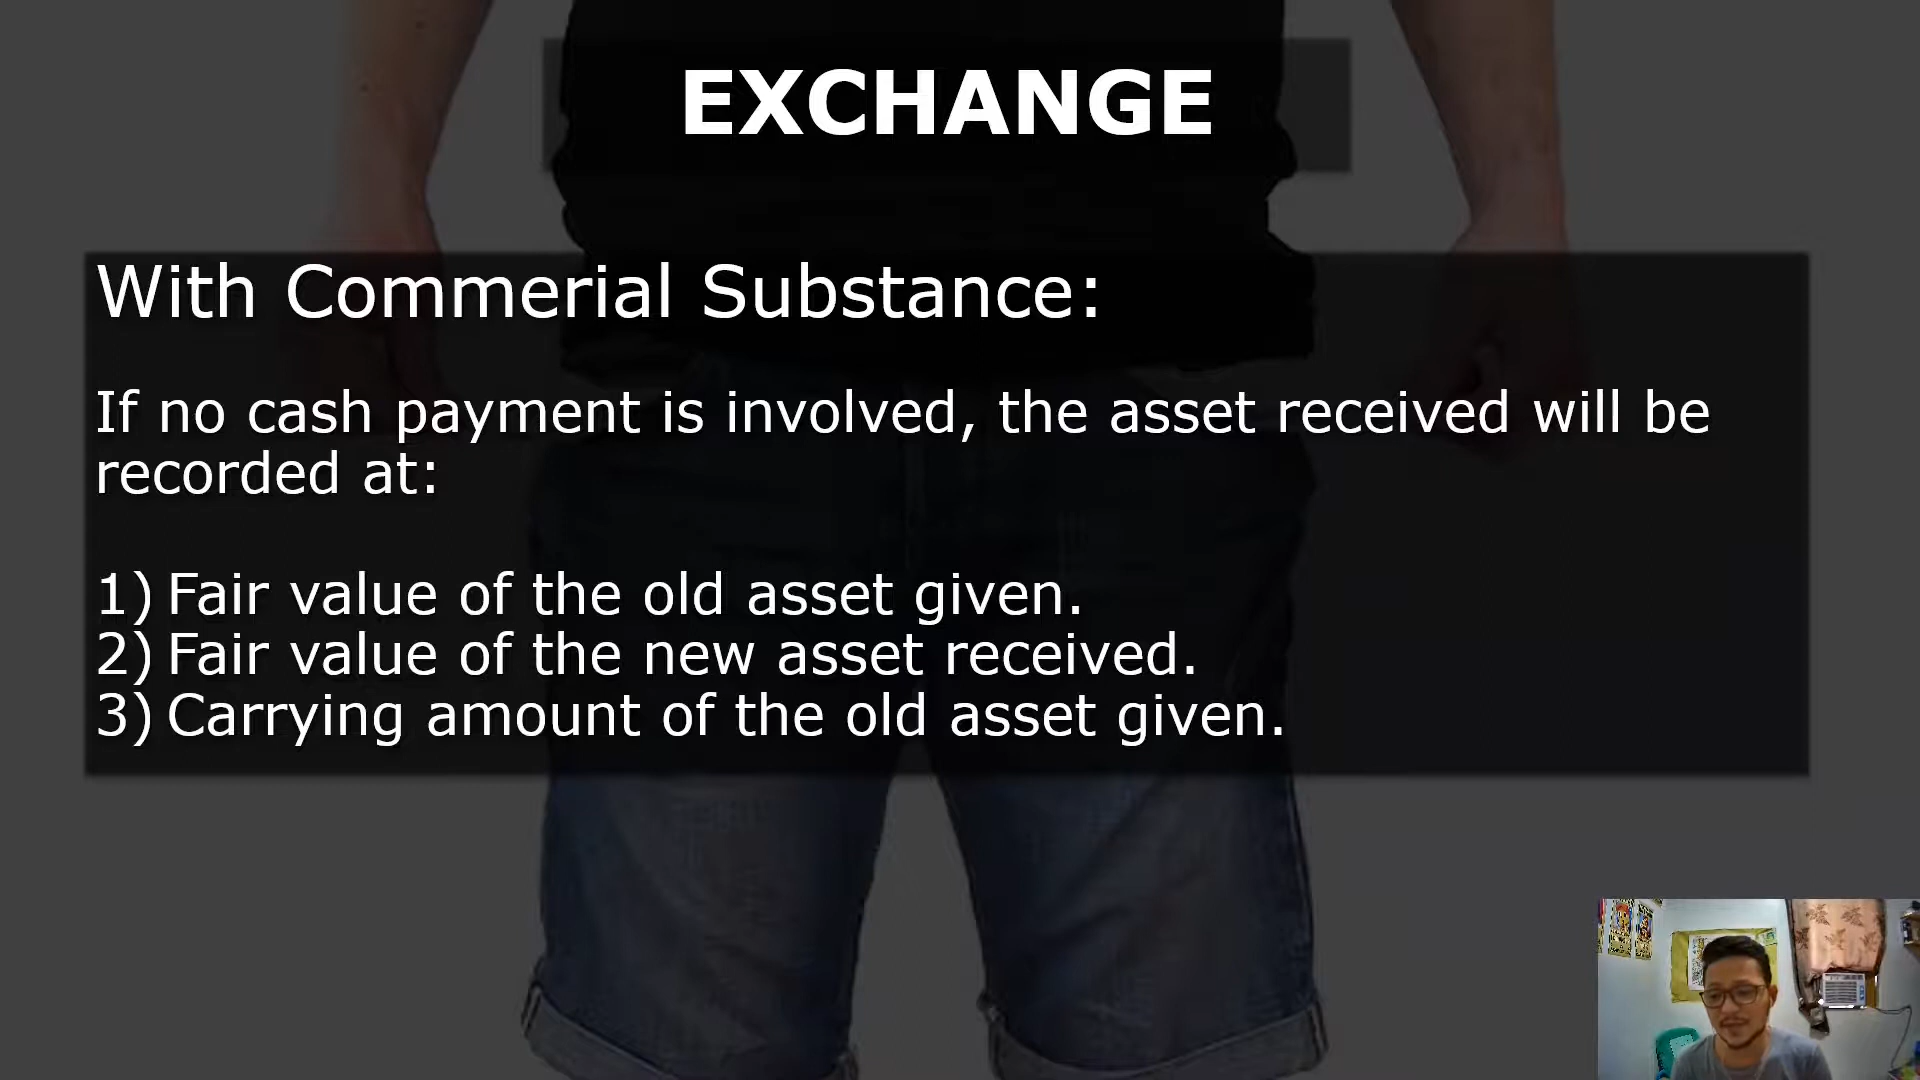 EXCHANGE
With Commerial Substance:
If no cash payment is involved, the asset received will be
recorded at:
1) Fair value of the old asset given.
2) Fair value of the new asset received.
3) Carrying amount of the old asset given.